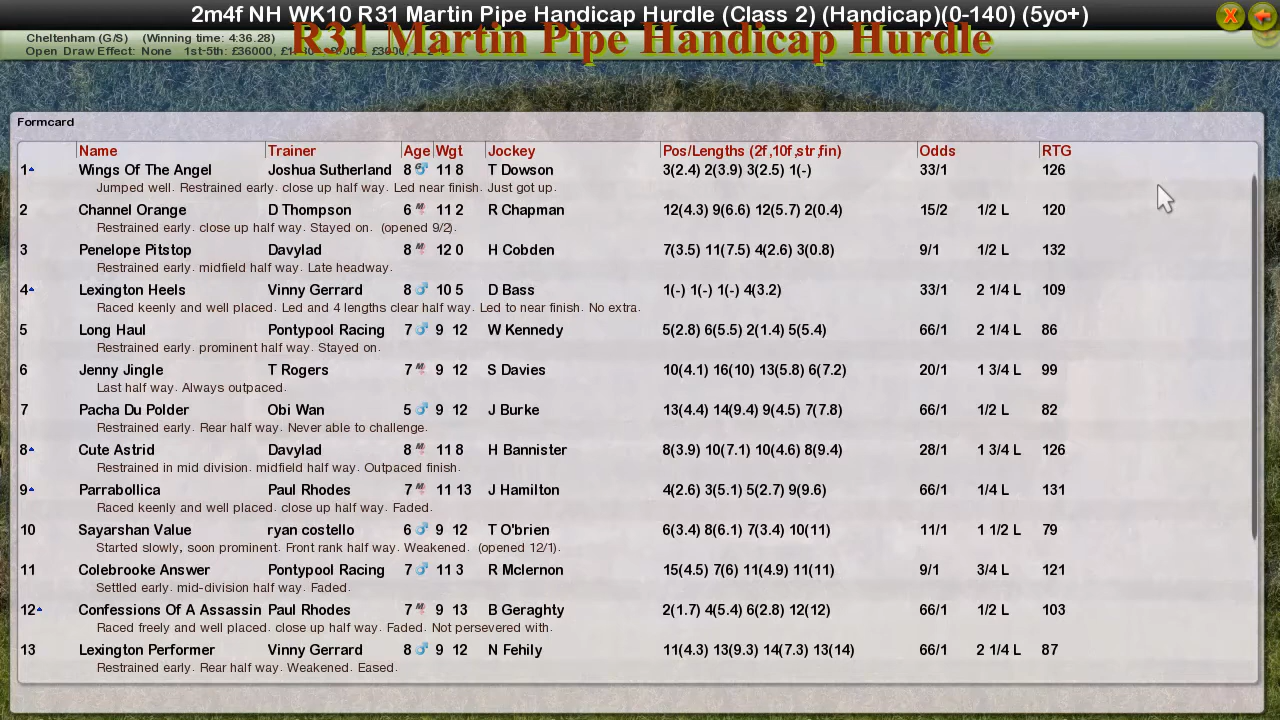 2m4f NH WK10 R31 Martin Pipe Handicap Hurdle (Class 2) (Handicap)(0-140) (5yo+)
R31 Martin Pipe Handicap Hurdle
Cheltenham (G/S) (Winning time: 4:36.28)
Open Draw Effect: None 1st-5th: £36000,
Formcard
Name Trainer Age Wgt Jockey Pos/Lengths (2f,10f,str,fin) Odds RTG
1 Wings Of The Angel Joshua Sutherland 8 11 8 T Dowson 3(2.4) 2(3.9) 3(2.5) 1(-) 33/1 126
Jumped well. Restrained early. close up half way. Led near finish. Just got up.
2 Channel Orange D Thompson 6 11 2 R Chapman 12(4.3) 9(6.6) 12(5.7) 2(0.4) 15/2 1/2 L 120
Restrained early. close up half way. Stayed on. (opened 9/2).
3 Penelope Pitstop Davylad 8 12 0 H Cobden 7(3.5) 11(7.5) 4(2.6) 3(0.8) 9/1 1/2 L 132
Restrained early. midfield half way. Late headway.
4 Lexington Heels Vinny Gerrard 8 10 5 D Bass 1(-) 1(-) 1(-) 4(3.2) 33/1 2 1/4 L 109
Raced keenly and well placed. Led and 4 lengths clear half way. Led to near finish. No extra.
5 Long Haul Pontypool Racing 7 9 12 W Kennedy 5(2.8) 6(5.5) 2(1.4) 5(5.4) 66/1 2 1/4 L 86
Restrained early. prominent half way. Stayed on.
6 Jenny Jingle T Rogers 7 9 12 S Davies 10(4.1) 16(10) 13(5.8) 6(7.2) 20/1 1 3/4 L 99
Last half way. Always outpaced.
7 Pacha Du Polder Obi Wan 5 9 12 J Burke 13(4.4) 14(9.4) 9(4.5) 7(7.8) 66/1 1/2 L 82
Restrained early. Rear half way. Never able to challenge.
8 Cute Astrid Davylad 8 11 8 H Bannister 8(3.9) 10(7.1) 10(4.6) 8(9.4) 28/1 1 3/4 L 126
Restrained in mid division. midfield half way. Outpaced finish.
9 Parrabollica Paul Rhodes 7 11 13 J Hamilton 4(2.6) 3(5.1) 5(2.7) 9(9.6) 66/1 1/4 L 131
Raced keenly and well placed. close up half way. Faded.
10 Sayarshan Value ryan costello 6 9 12 T O'brien 6(3.4) 8(6.1) 7(3.4) 10(11) 11/1 1 1/2 L 79
Started slowly, soon prominent. Front rank half way. Weakened. (opened 12/1).
11 Colebrooke Answer Pontypool Racing 7 11 3 R Mclernon 15(4.5) 7(6) 11(4.9) 11(11) 9/1 3/4 L 121
Settled early. mid-division half way. Faded.
12 Confessions Of A Assassin Paul Rhodes 7 9 13 B Geraghty 2(1.7) 4(5.4) 6(2.8) 12(12) 66/1 1/2 L 103
Raced freely and well placed. close up half way. Faded. Not persevered with.
13 Lexington Performer Vinny Gerrard 8 9 12 N Fehily 11(4.3) 13(9.3) 14(7.3) 13(14) 66/1 2 1/4 L 87
Restrained early. Rear half way. Weakened. Eased.